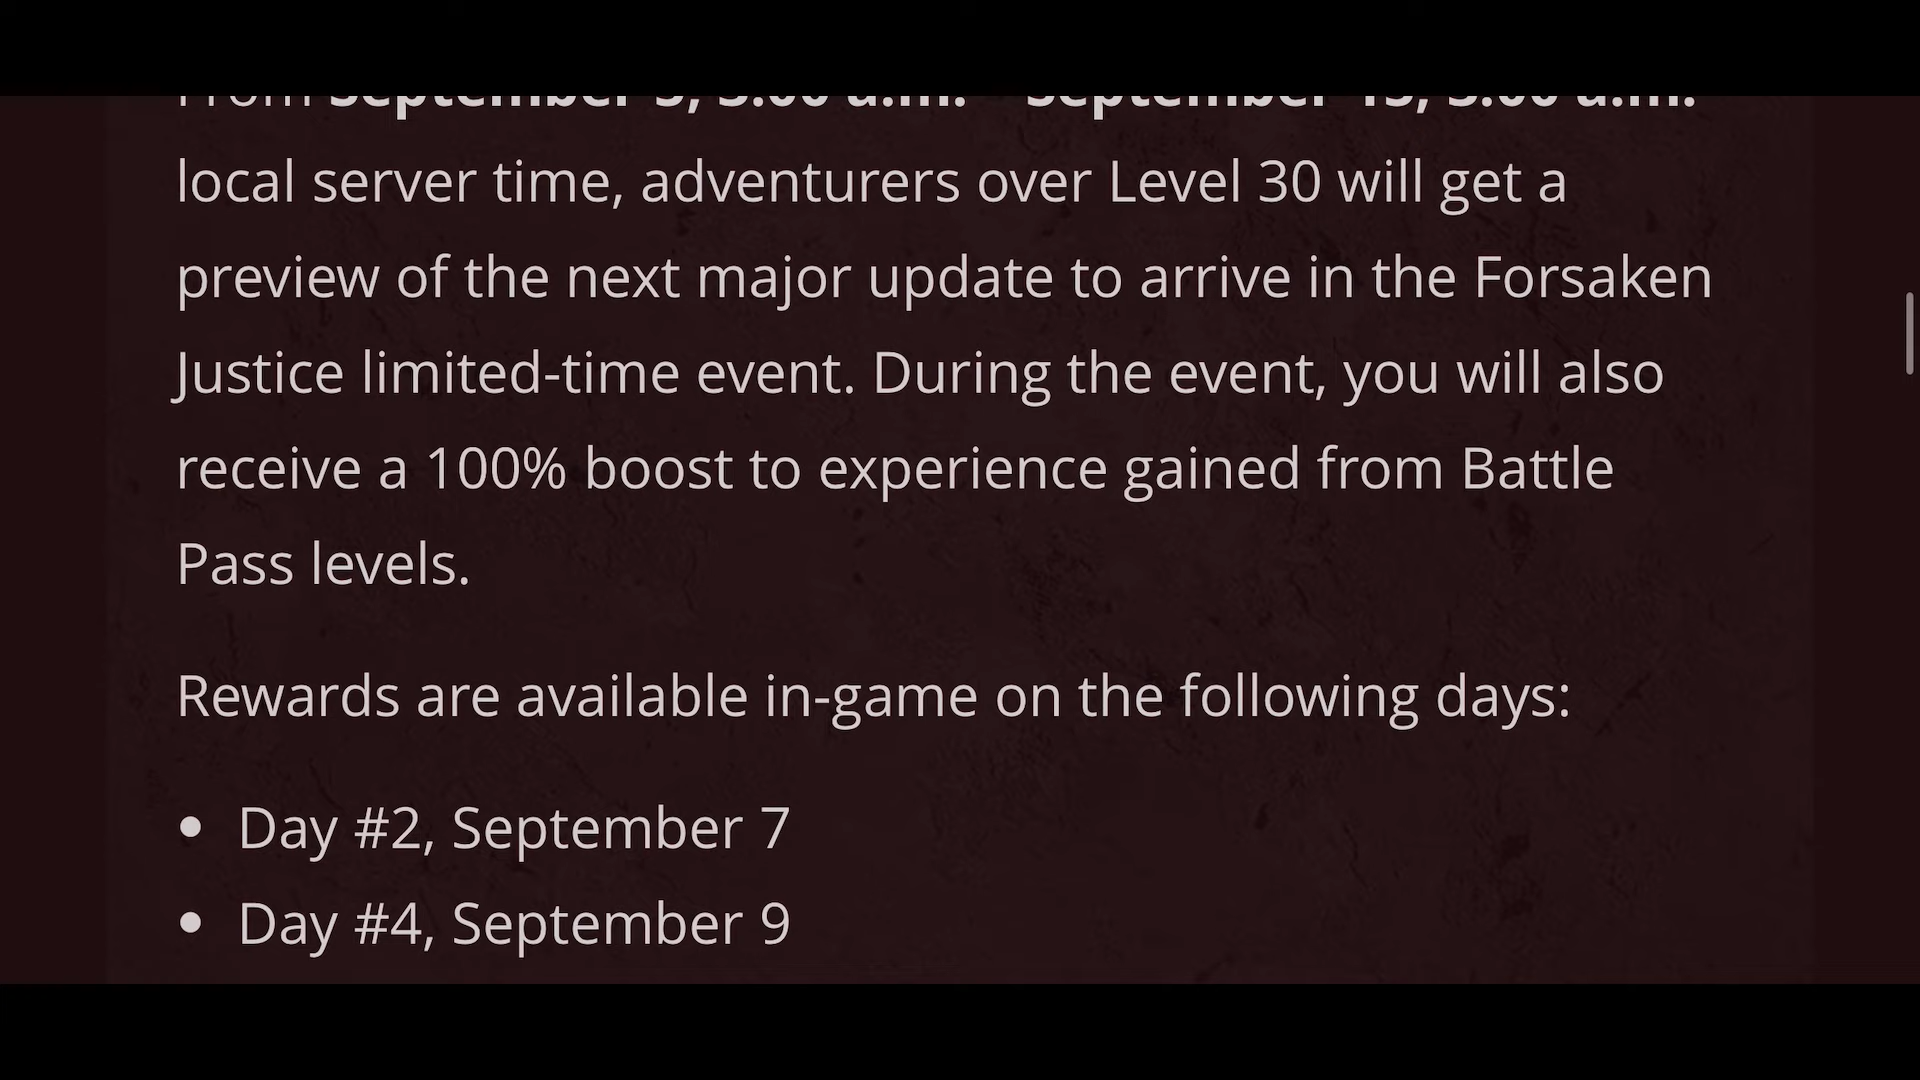 From September
local server time, adventurers over Level 30 will get a
preview of the next major update to arrive in the Forsaken
Justice limited-time event. During the event, you will also
receive a 100% boost to experience gained from Battle
Pass levels.
Rewards are available in-game on the following days:
• Day #2, September 7
• Day #4, September 9